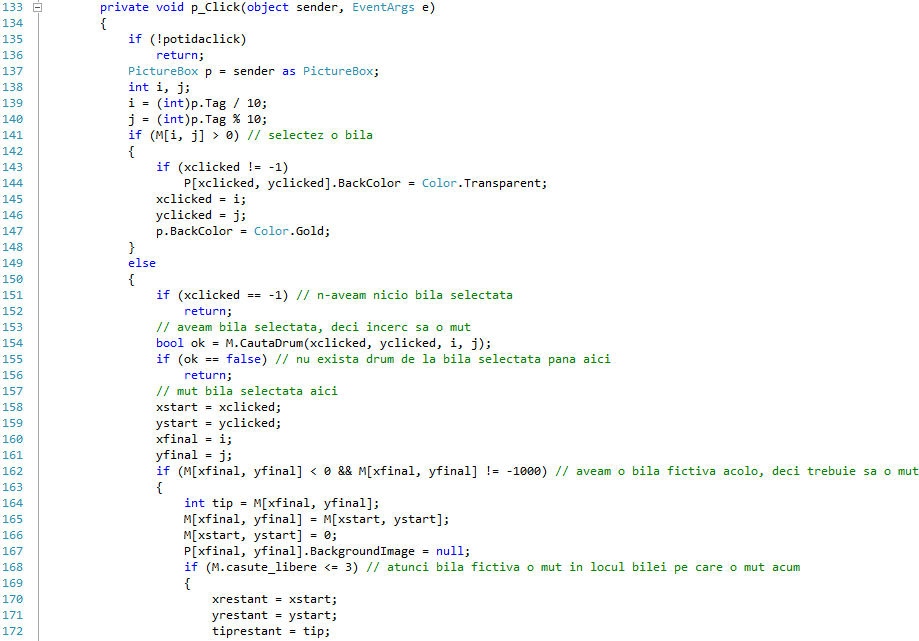 133 private void p_Click(object sender, EventArgs e)
134 {
135 if (!potidaclick)
136 return;
137 PictureBox p = sender as PictureBox;
138 int i, j;
139 i = (int)p.Tag / 10;
140 j = (int)p.Tag % 10;
141 if (M[i, j] > 0) // selectez o bila
142 {
143 if (xclicked != -1)
144 P[xclicked, yclicked].BackColor = Color.Transparent;
145 xclicked = i;
146 yclicked = j;
147 p.BackColor = Color.Gold;
148 }
149 else
150 {
151 if (xclicked == -1) // n-aveam nicio bila selectata
152 return;
153 // aveam bila selectata, deci incerc sa o mut
154 bool ok = M.CautaDrum(xclicked, yclicked, i, j);
155 if (ok == false) // nu exista drum de la bila selectata pana aici
156 return;
157 // mut bila selectata aici
158 xstart = xclicked;
159 ystart = yclicked;
160 xfinal = i;
161 yfinal = j;
162 if (M[xfinal, yfinal] < 0 && M[xfinal, yfinal] != -1000) // aveam o bila fictiva acolo, deci trebuie sa o mut
163 {
164 int tip = M[xfinal, yfinal];
165 M[xfinal, yfinal] = M[xstart, ystart];
166 M[xstart, ystart] = 0;
167 P[xfinal, yfinal].BackgroundImage = null;
168 if (M.casute_libere <= 3) // atunci bila fictiva o mut in locul bilei pe care o mut acum
169 {
170 xrestant = xstart;
171 yrestant = ystart;
172 tiprestant = tip;